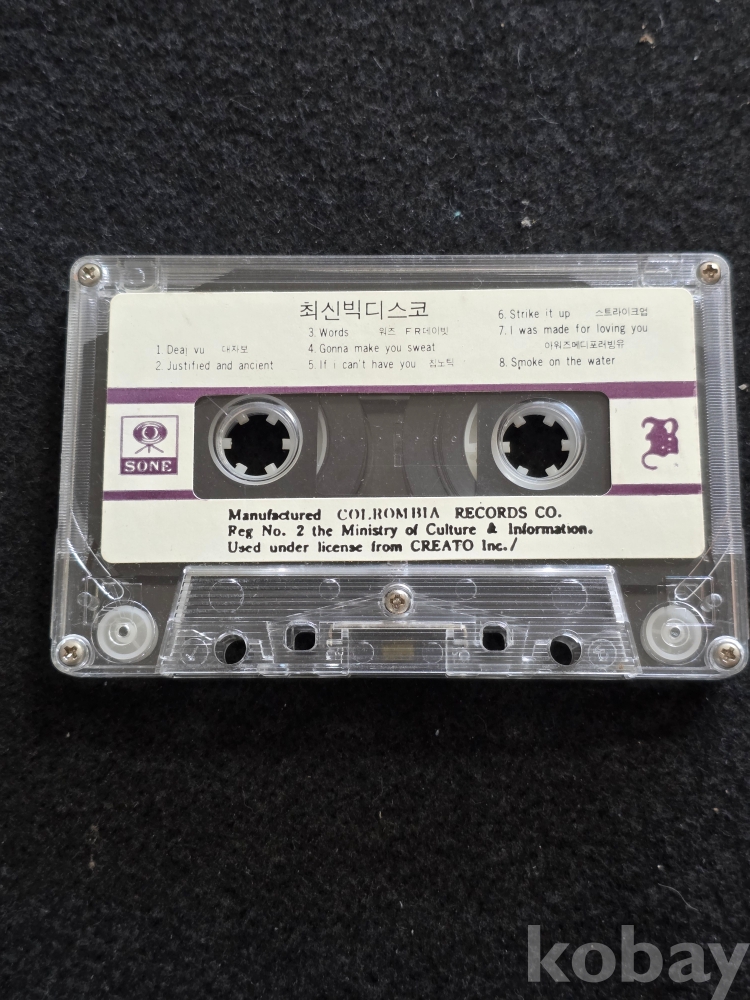 최신빅디스코
1. Deaj vu 대자보
2. Justified and ancient
3. Words 워즈 F.R데이빗
4. Gonna make you sweat
5. If i can't have you 집노틱
6. Strike it up 스트라이크업
7. I was made for loving you
아워즈메디포러빙유
8. Smoke on the water
SONE
B
Manufactured COLROMBIA RECORDS CO.
Reg No. 2 the Ministry of Culture & Information.
Used under license from CREATO Inc./
kobay